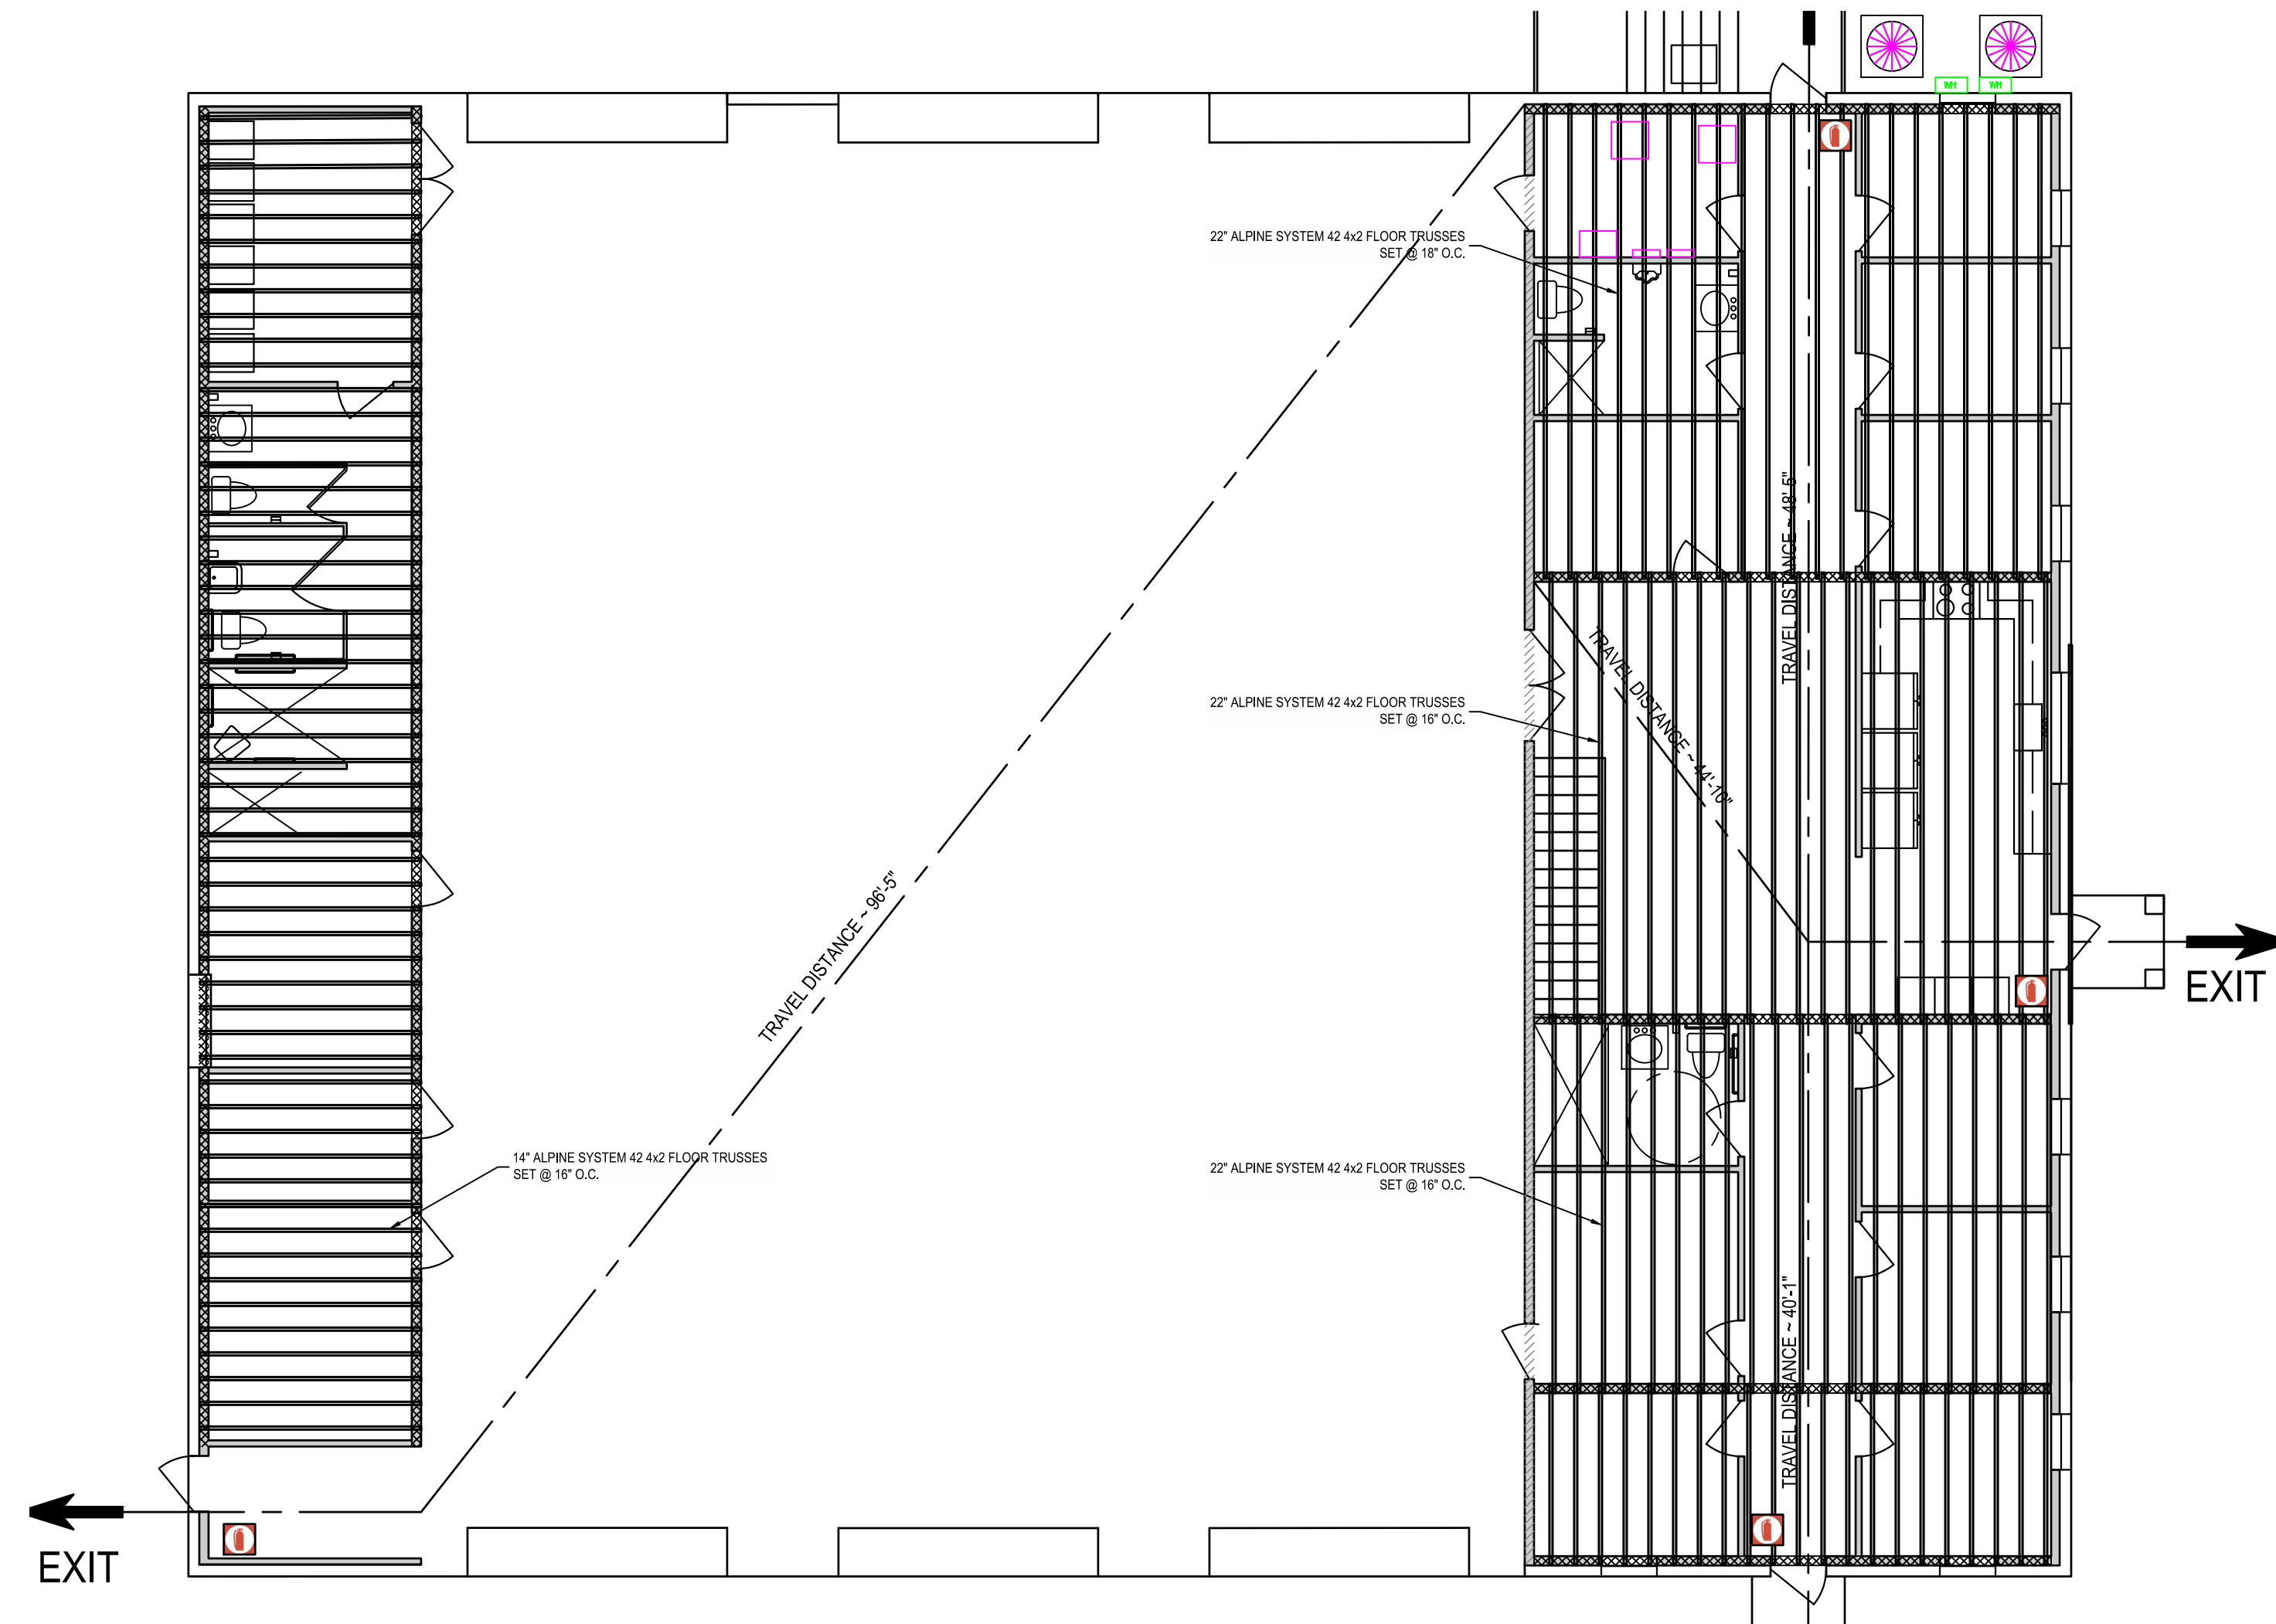 WH
WH
22" ALPINE SYSTEM 42 4x2 FLOOR TRUSSES
SET @ 18" O.C.
TRAVEL DISTANCE ~ 48'-5"
TRAVEL DISTANCE ~ 44'-10"
22" ALPINE SYSTEM 42 4x2 FLOOR TRUSSES
SET @ 16" O.C.
TRAVEL DISTANCE ~ 96'-5"
EXIT
14" ALPINE SYSTEM 42 4x2 FLOOR TRUSSES
SET @ 16" O.C.
22" ALPINE SYSTEM 42 4x2 FLOOR TRUSSES
SET @ 16" O.C.
TRAVEL DISTANCE ~ 40'-1"
EXIT